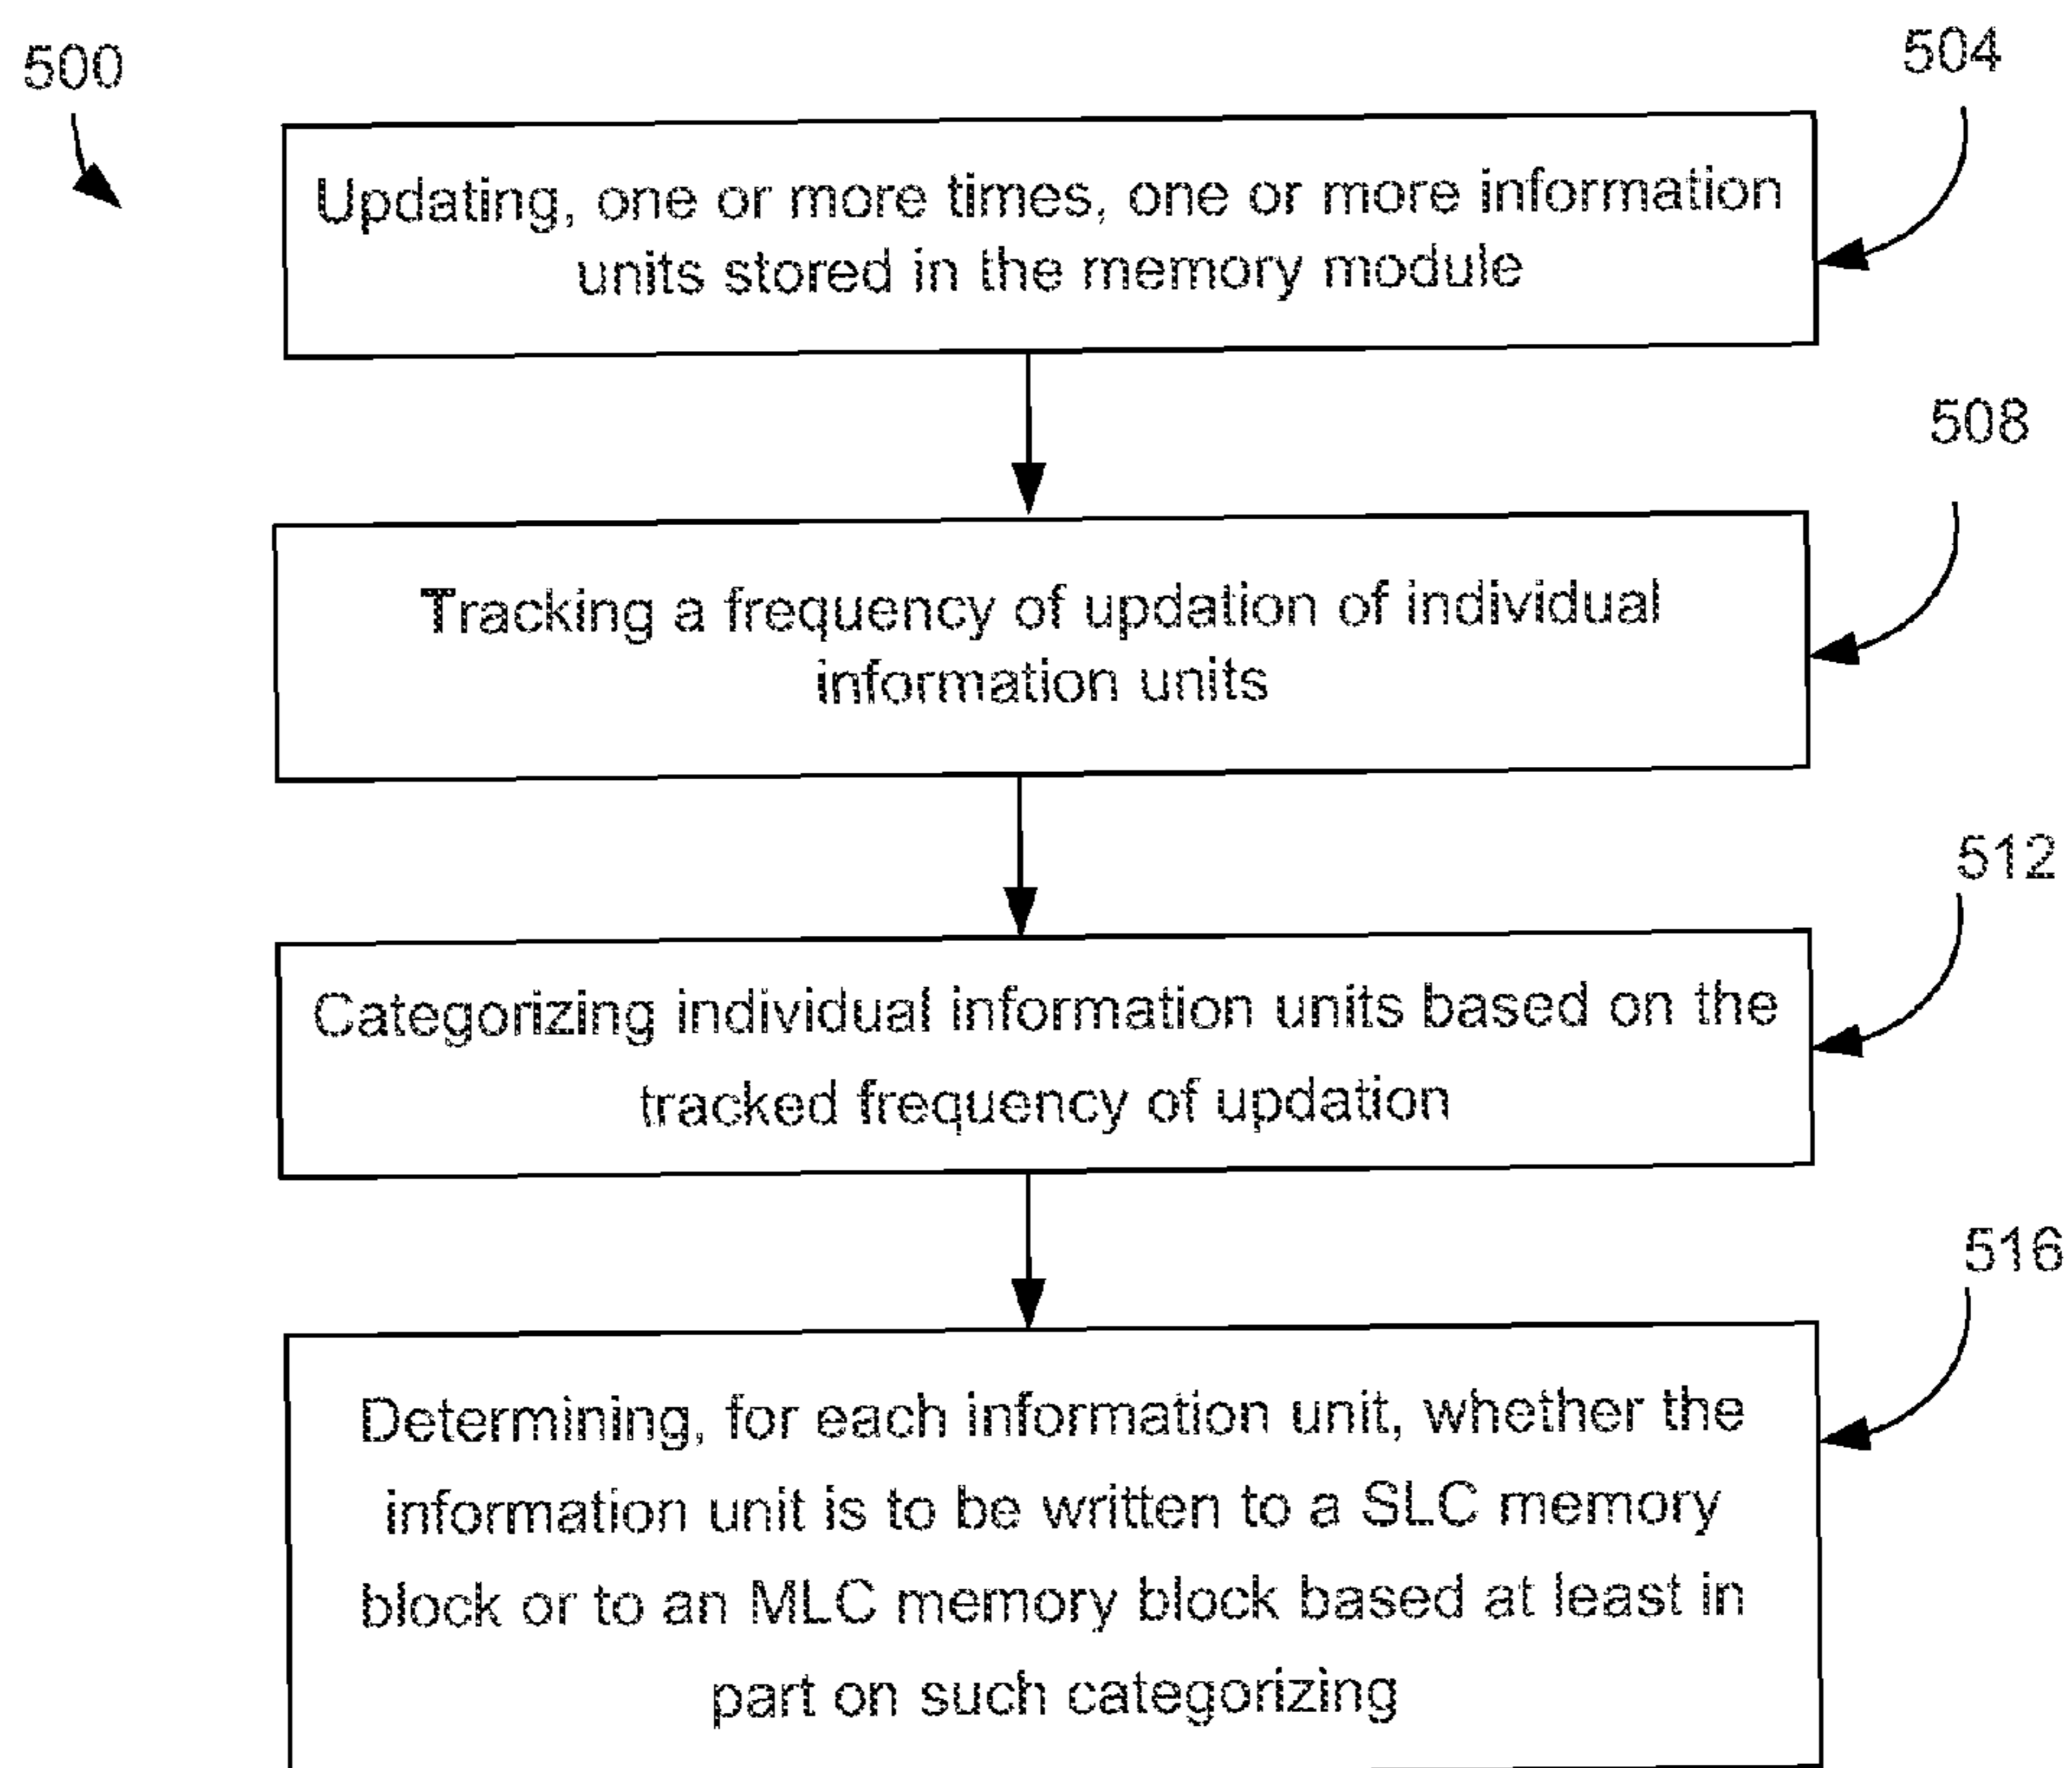 500
504
Updating, one or more times, one or more information
units stored in the memory module
508
Tracking a frequency of updation of individual
information units
512
Categorizing individual information units based on the
tracked frequency of updation
516
Determining, for each information unit, whether the
information unit is to be written to a SLC memory
block or to an MLC memory block based at least in
part on such categorizing